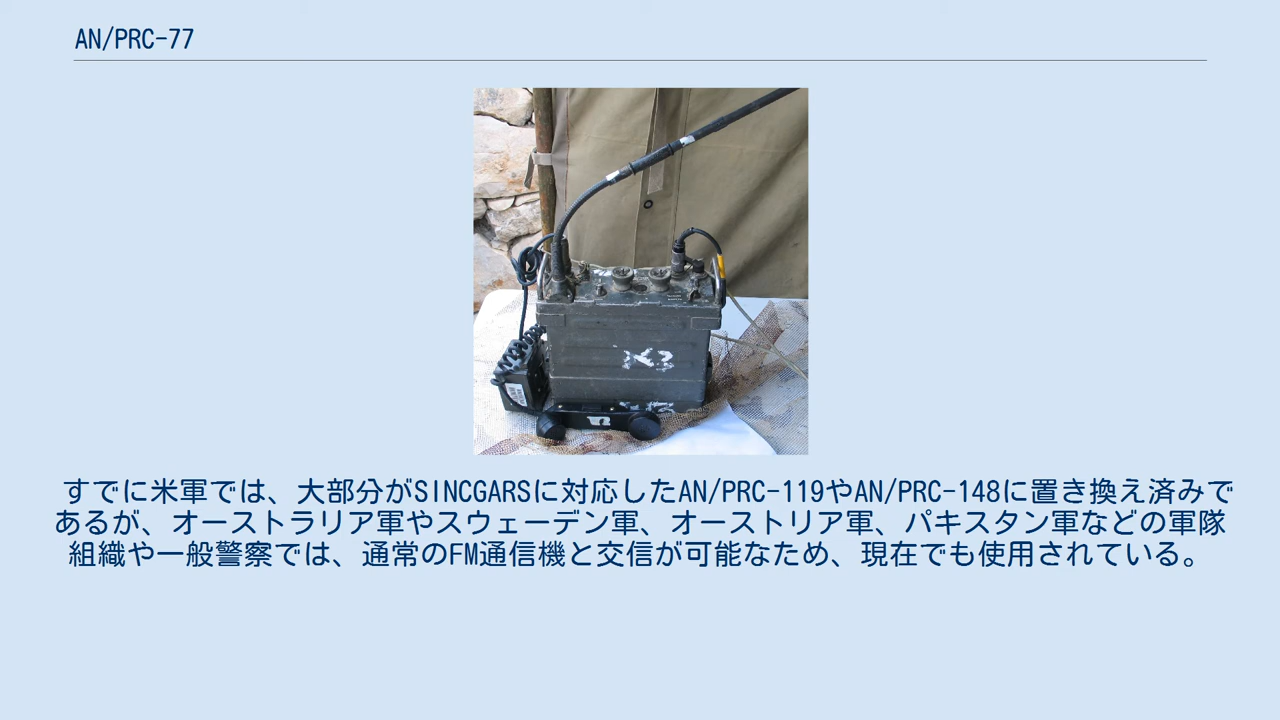 AN/PRC-77
すでに米軍では、大部分がSINCGARSに対応したAN/PRC-119やAN/PRC-148に置き換え済みで
あるが、オーストラリア軍やスウェーデン軍、オーストリア軍、パキスタン軍などの軍隊
組織や一般警察では、通常のFM通信機と交信が可能なため、現在でも使用されている。